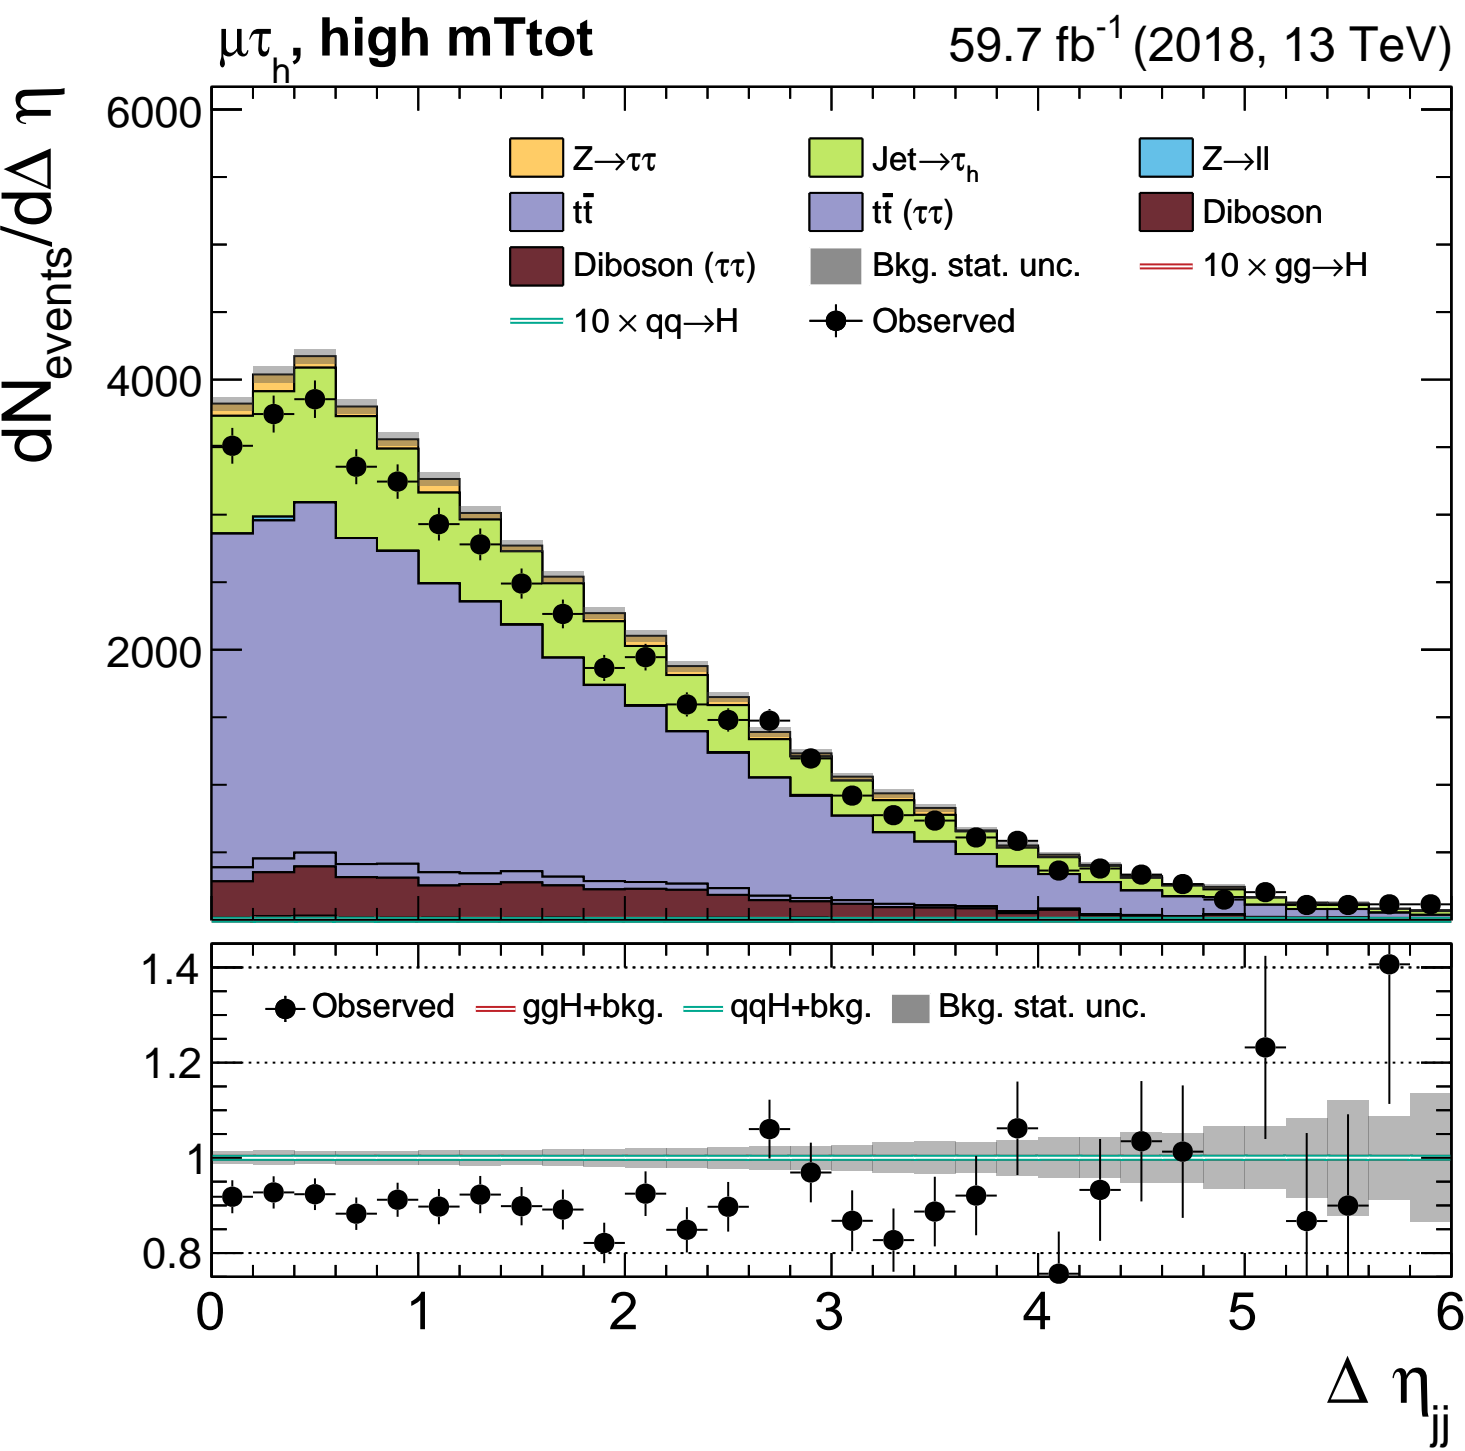 μτh, high mTtot 59.7 fb-1 (2018, 13 TeV)
dNevents/dΔ η
6000
4000
2000
Z→ττ Jet→τh Z→ll
tt̄ tt̄ (ττ) Diboson
Diboson (ττ) Bkg. stat. unc. 10 × gg→H
10 × qq→H Observed
1.4
1.2
1
0.8
Observed ggH+bkg. qqH+bkg. Bkg. stat. unc.
0 1 2 3 4 5 6
Δ ηjj